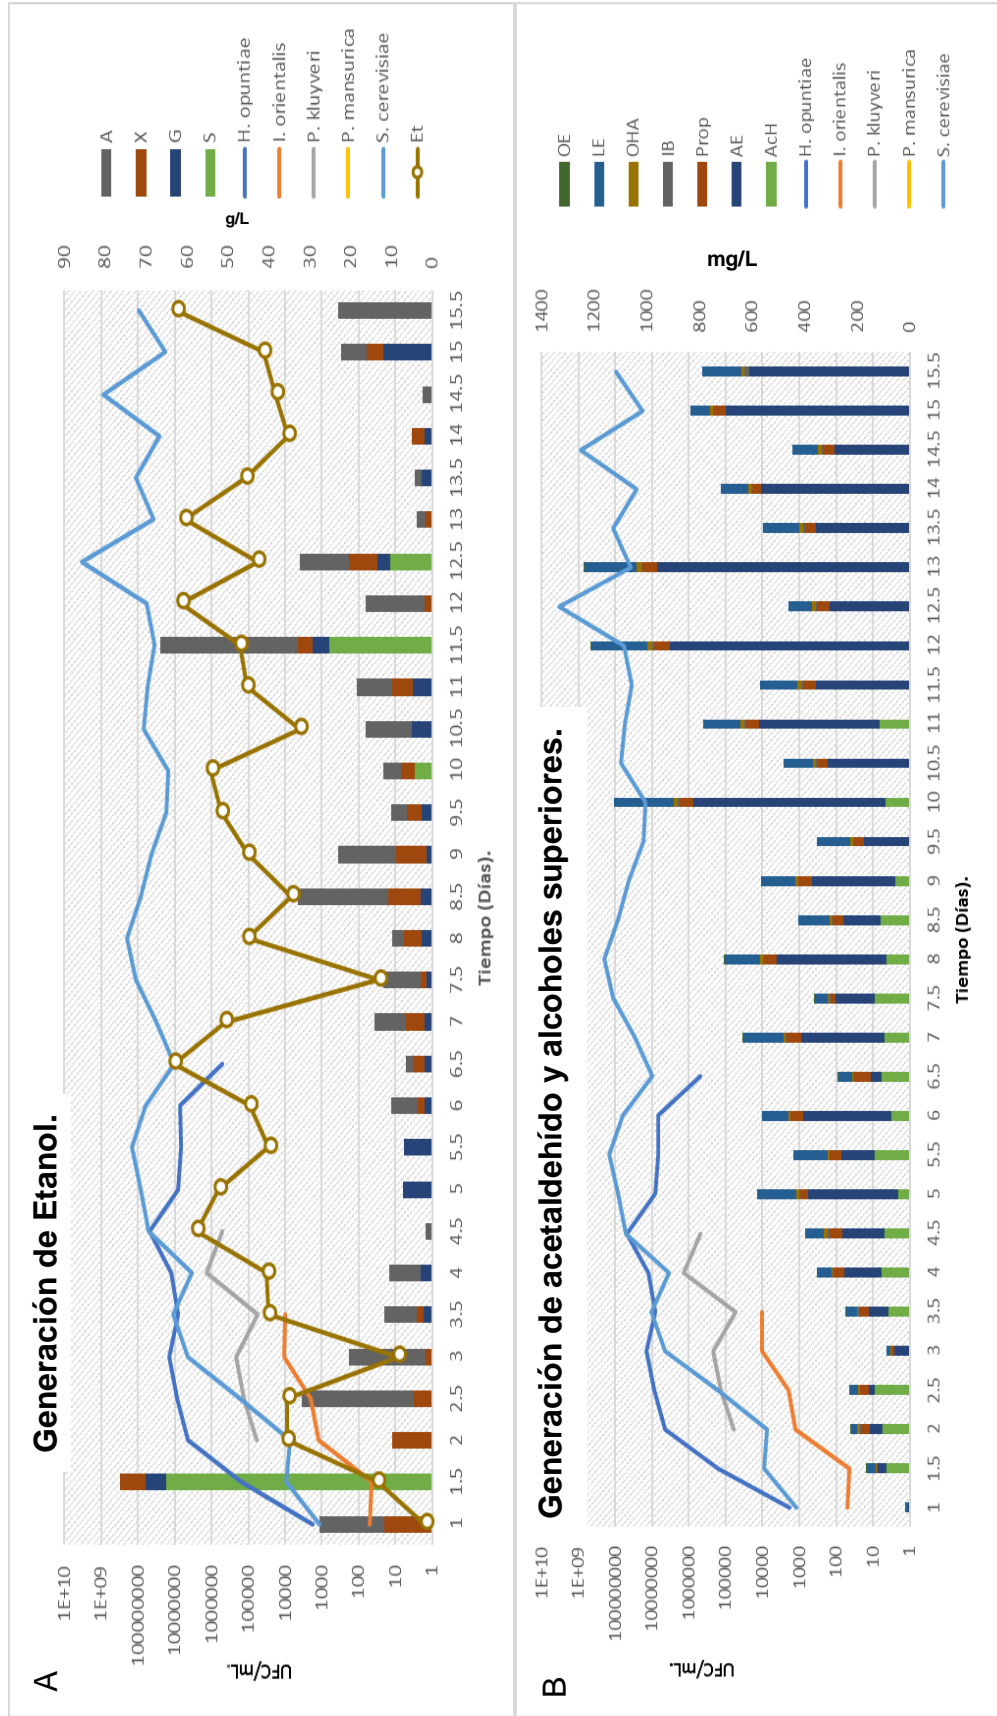 A
Generación de Etanol.
UFC/mL.
1E+10
1E+09
100000000
10000000
1000000
100000
10000
1000
100
10
1
1 1.5 2 2.5 3 3.5 4 4.5 5 5.5 6 6.5 7 7.5 8 8.5 9 9.5 10 10.5 11 11.5 12 12.5 13 13.5 14 14.5 15 15.5
Tiempo (Días).
90
80
70
60
50
40
30
20
10
0
g/L
A
X
G
S
H. opuntiae
I. orientalis
P. kluyveri
P. mansurica
S. cerevisiae
Et
B
Generación de acetaldehído y alcoholes superiores.
UFC/mL.
1E+10
1E+09
100000000
10000000
1000000
100000
10000
1000
100
10
1
1 1.5 2 2.5 3 3.5 4 4.5 5 5.5 6 6.5 7 7.5 8 8.5 9 9.5 10 10.5 11 11.5 12 12.5 13 13.5 14 14.5 15 15.5
Tiempo (Días).
1400
1200
1000
800
600
400
200
0
mg/L
OE
LE
OHA
IB
Prop
AE
AcH
H. opuntiae
I. orientalis
P. kluyveri
P. mansurica
S. cerevisiae